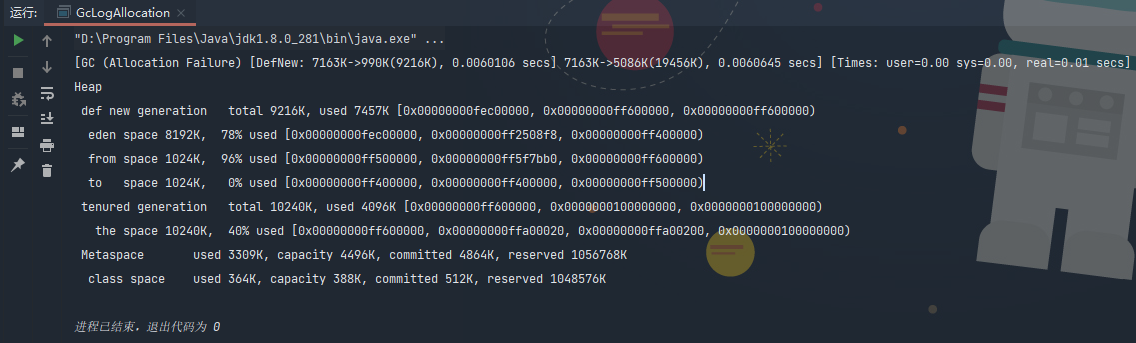 运行: GcLogAllocation
"D:\Program Files\Java\jdk1.8.0_281\bin\java.exe" ...
[GC (Allocation Failure) [DefNew: 7163K->990K(9216K), 0.0060106 secs] 7163K->5086K(19456K), 0.0060645 secs] [Times: user=0.00 sys=0.00, real=0.01 secs]
Heap
def new generation total 9216K, used 7457K [0x00000000fec00000, 0x00000000ff600000, 0x00000000ff600000)
eden space 8192K, 78% used [0x00000000fec00000, 0x00000000ff2508f8, 0x00000000ff400000)
from space 1024K, 96% used [0x00000000ff500000, 0x00000000ff5f7bb0, 0x00000000ff600000)
to space 1024K, 0% used [0x00000000ff400000, 0x00000000ff400000, 0x00000000ff500000)
tenured generation total 10240K, used 4096K [0x00000000ff600000, 0x0000000100000000, 0x0000000100000000)
the space 10240K, 40% used [0x00000000ff600000, 0x00000000ffa00020, 0x00000000ffa00200, 0x0000000100000000)
Metaspace used 3309K, capacity 4496K, committed 4864K, reserved 1056768K
class space used 364K, capacity 388K, committed 512K, reserved 1048576K
进程已结束，退出代码为 0